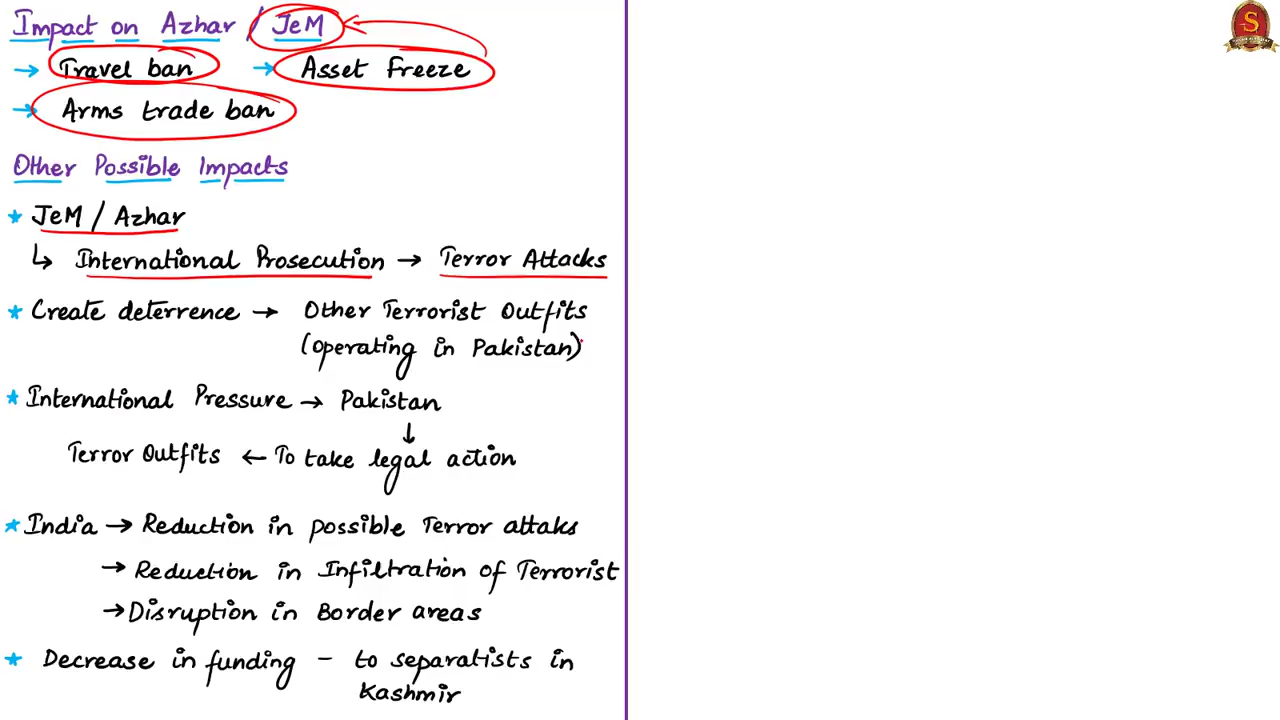 Impact on Azhar / JeM
→ Travel ban → Asset Freeze
→ Arms trade ban
Other Possible Impacts
* JeM / Azhar
↳ International Prosecution → Terror Attacks
* Create deterrence → Other Terrorist Outfits
(operating in Pakistan)
* International Pressure → Pakistan
↓
Terror Outfits ← To take legal action
* India → Reduction in possible Terror attaks
→ Reduction in Infiltration of Terrorist
→ Disruption in Border areas
* Decrease in funding - to separatists in
Kashmir
S